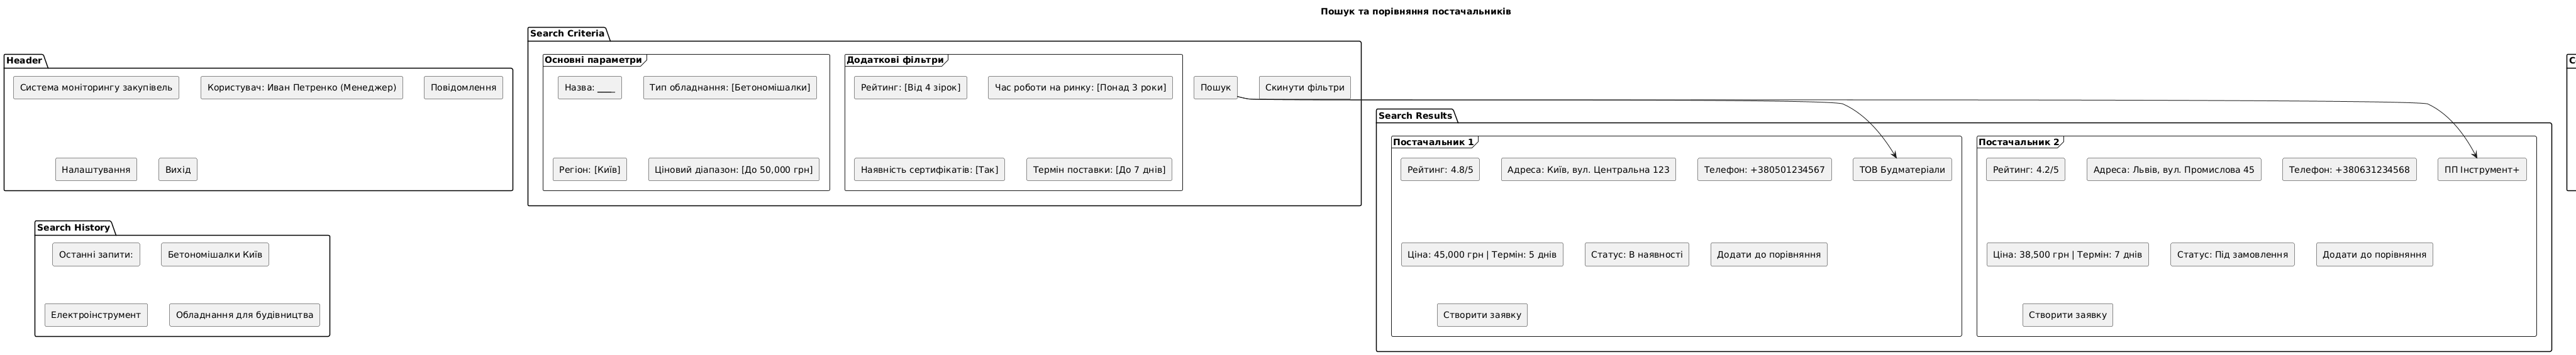 Пошук та порівняння постачальників
Header
Система моніторингу закупівель
Користувач: Иван Петренко (Менеджер)
Повідомлення
Налаштування
Вихід
Search Criteria
Основні параметри
Назва: ____
Тип обладнання: [Бетономішалки]
Регіон: [Київ]
Ціновий діапазон: [До 50,000 грн]
Додаткові фільтри
Рейтинг: [Від 4 зірок]
Час роботи на ринку: [Понад 3 роки]
Наявність сертифікатів: [Так]
Термін поставки: [До 7 днів]
Пошук
Скинути фільтри
Search Results
Постачальник 1
Рейтинг: 4.8/5
Адреса: Київ, вул. Центральна 123
Телефон: +380501234567
ТОВ Будматеріали
Ціна: 45,000 грн | Термін: 5 днів
Статус: В наявності
Додати до порівняння
Створити заявку
Постачальник 2
Рейтинг: 4.2/5
Адреса: Львів, вул. Промислова 45
Телефон: +380631234568
ПП Інструмент+
Ціна: 38,500 грн | Термін: 7 днів
Статус: Під замовлення
Додати до порівняння
Створити заявку
Search History
Останні запити:
Бетономішалки Київ
Електроінструмент
Обладнання для будівництва